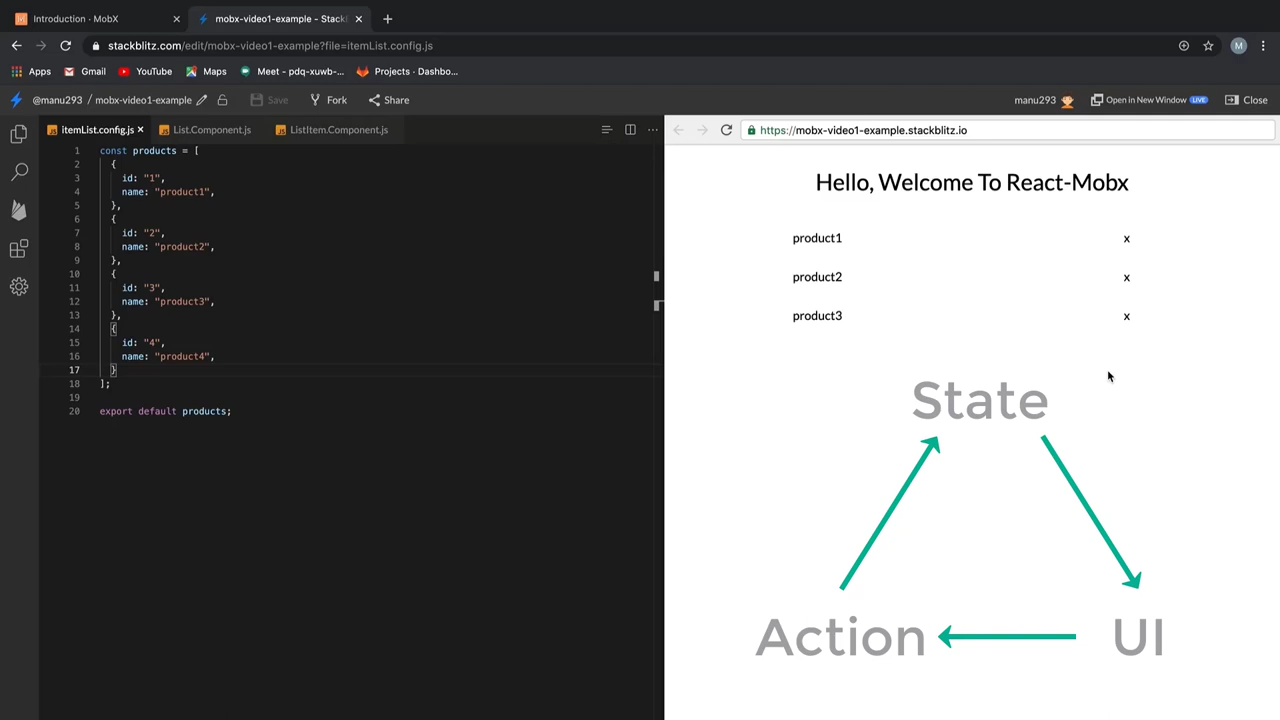 Introduction · MobX
mobx-video1-example - StackBl
stackblitz.com/edit/mobx-video1-example?file=itemList.config.js
M
Apps
Gmail
YouTube
Maps
Meet - pdq-xuwb-...
Projects · Dashbo...
@manu293 / mobx-video1-example
Save
Fork
Share
manu293
Open in New Window LIVE
Close
itemList.config.js
List.Component.js
ListItem.Component.js
https://mobx-video1-example.stackblitz.io
1 const products = [
2 {
3 id: "1",
4 name: "product1",
5 },
6 {
7 id: "2",
8 name: "product2",
9 },
10 {
11 id: "3",
12 name: "product3",
13 },
14 {
15 id: "4",
16 name: "product4",
17 }
18 ];
19
20 export default products;
Hello, Welcome To React-Mobx
product1 x
product2 x
product3 x
State
Action
UI